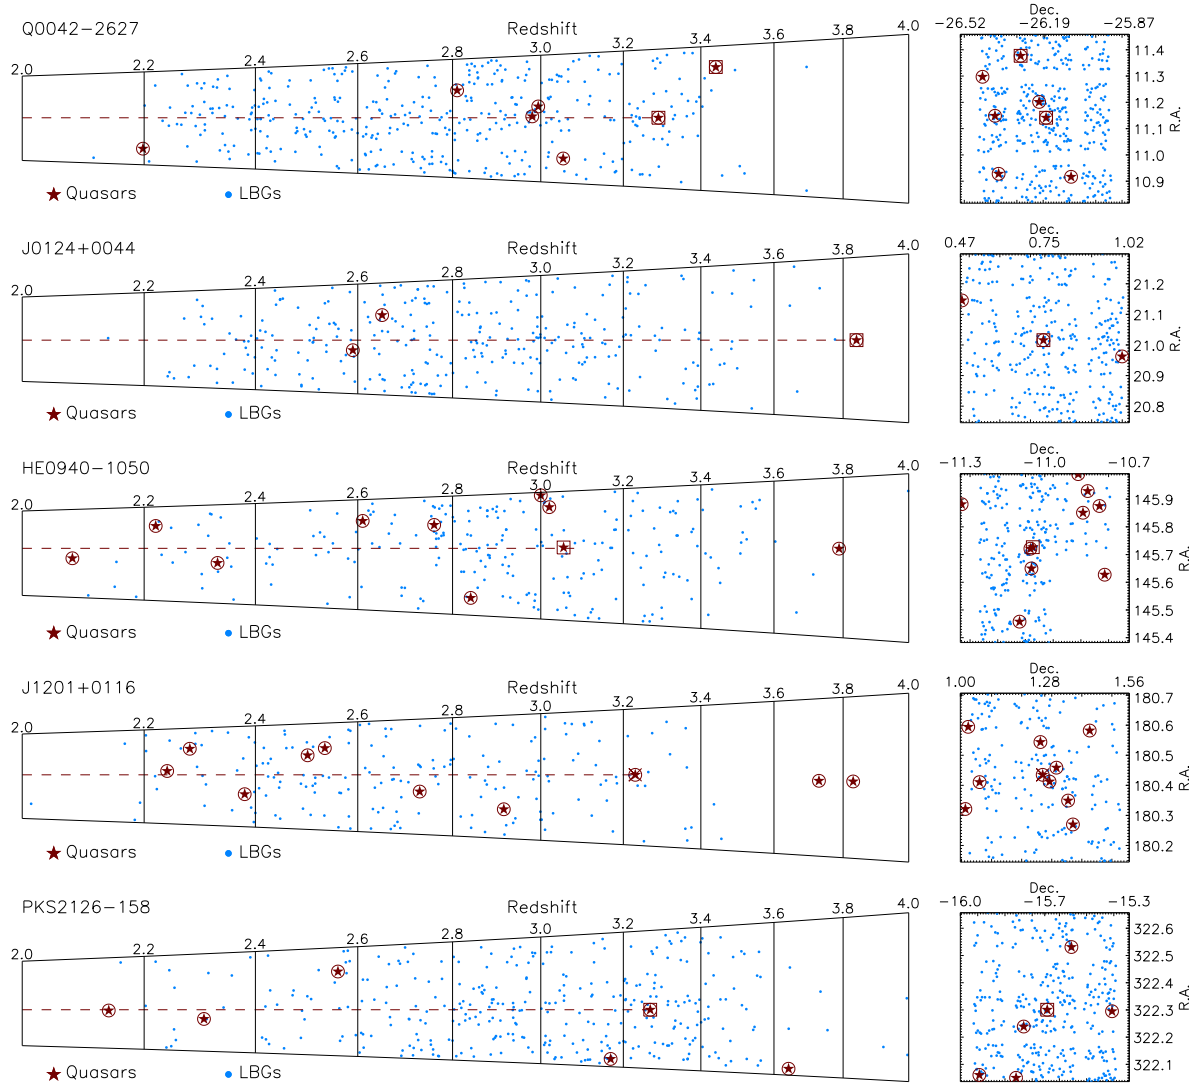 Q0042−2627
Redshift
2.0 2.2 2.4 2.6 2.8 3.0 3.2 3.4 3.6 3.8 4.0
Quasars LBGs
Dec.
−26.52 −26.19 −25.87
11.4
11.3
11.2
11.1
11.0
10.9
R.A.
J0124+0044
Redshift
2.0 2.2 2.4 2.6 2.8 3.0 3.2 3.4 3.6 3.8 4.0
Quasars LBGs
Dec.
0.47 0.75 1.02
21.2
21.1
21.0
20.9
20.8
R.A.
HE0940−1050
Redshift
2.0 2.2 2.4 2.6 2.8 3.0 3.2 3.4 3.6 3.8 4.0
Quasars LBGs
Dec.
−11.3 −11.0 −10.7
145.9
145.8
145.7
145.6
145.5
145.4
R.A.
J1201+0116
Redshift
2.0 2.2 2.4 2.6 2.8 3.0 3.2 3.4 3.6 3.8 4.0
Quasars LBGs
Dec.
1.00 1.28 1.56
180.7
180.6
180.5
180.4
180.3
180.2
R.A.
PKS2126−158
Redshift
2.0 2.2 2.4 2.6 2.8 3.0 3.2 3.4 3.6 3.8 4.0
Quasars LBGs
Dec.
−16.0 −15.7 −15.3
322.6
322.5
322.4
322.3
322.2
322.1
R.A.